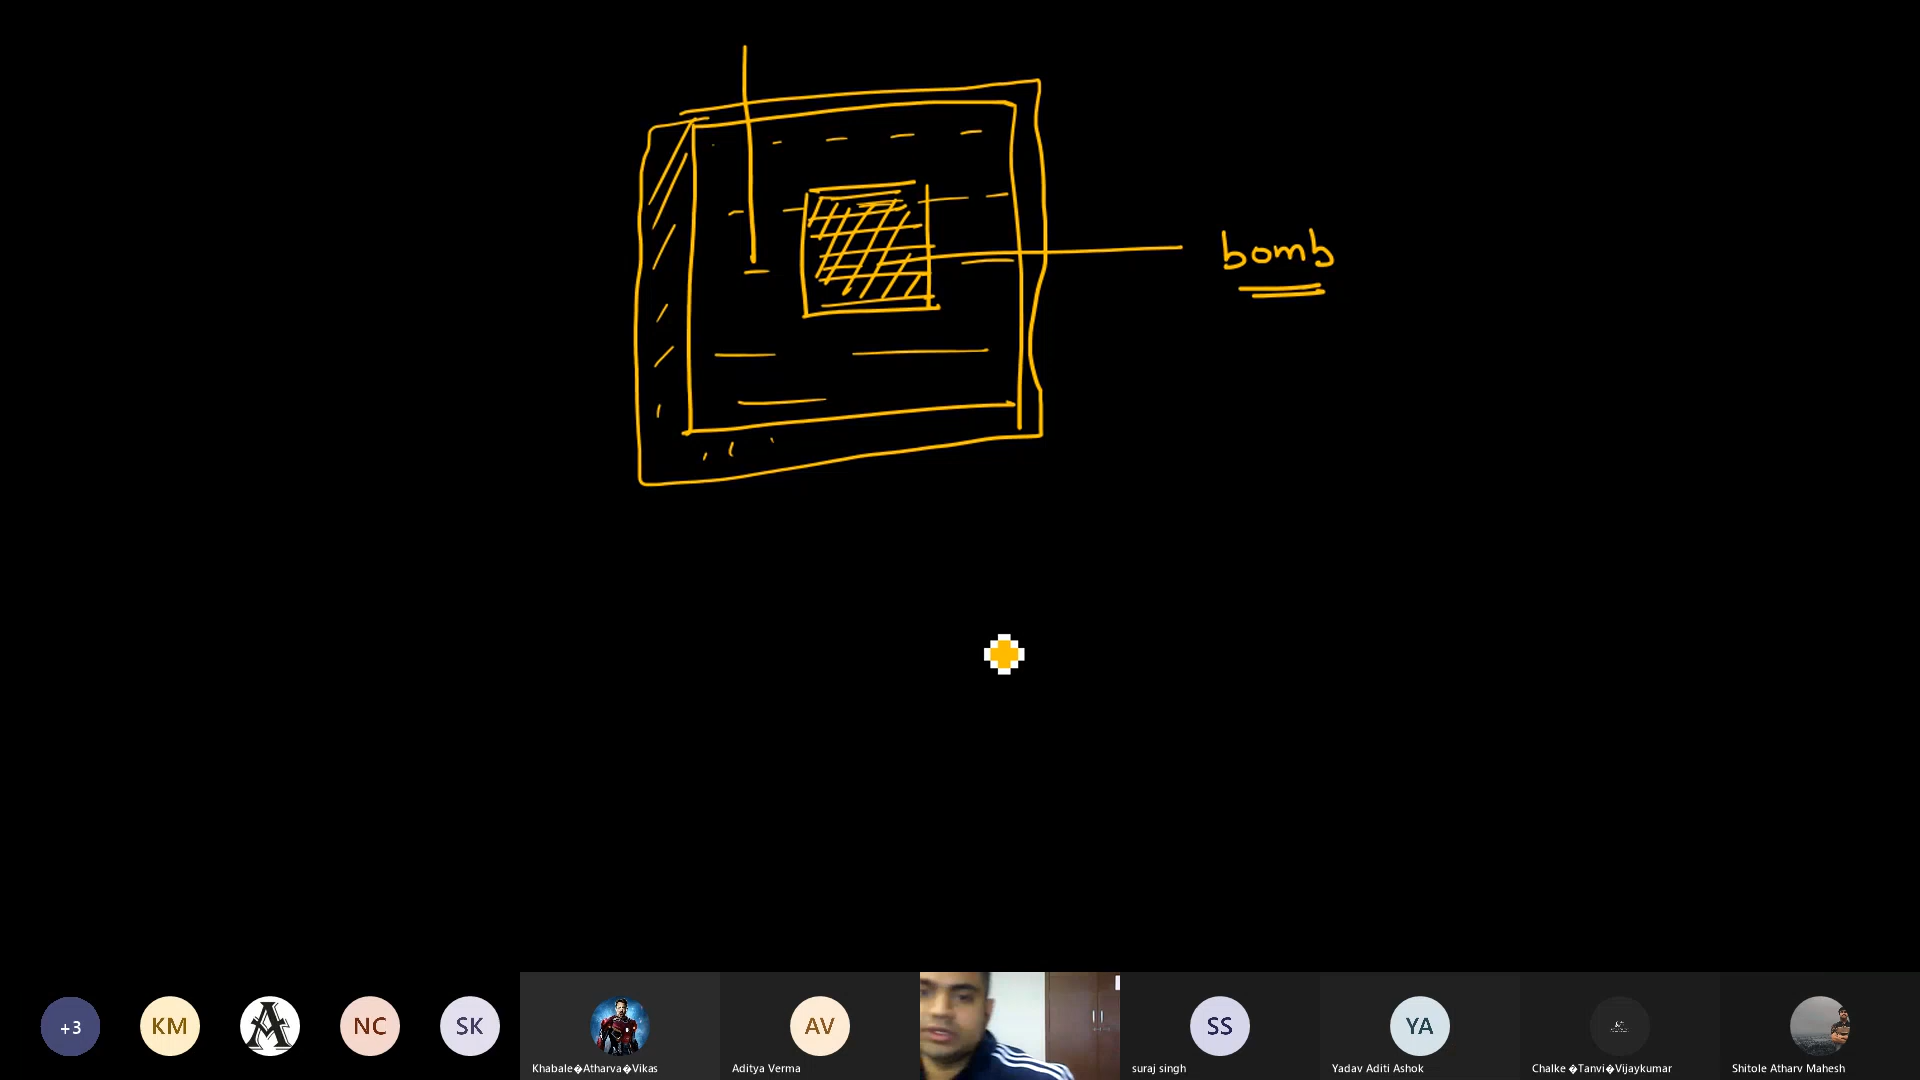 bomb
+3
KM
A
NC
SK
AV
SS
YA
Khabale�Atharva�Vikas
Aditya Verma
suraj singh
Yadav Aditi Ashok
Chalke �Tanvi�Vijaykumar
Shitole Atharv Mahesh